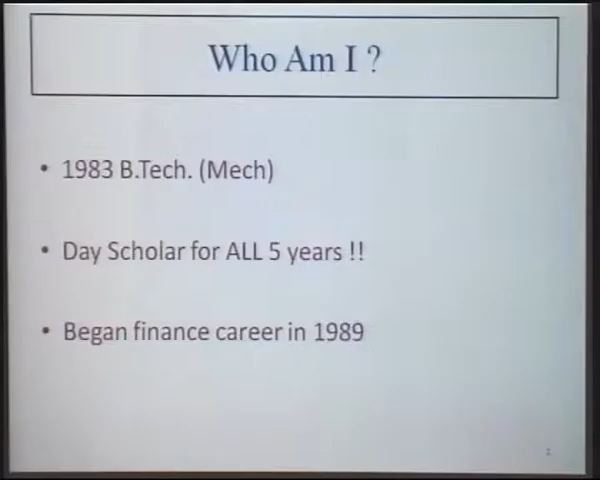 Who Am I ?
• 1983 B.Tech. (Mech)
• Day Scholar for ALL 5 years !!
• Began finance career in 1989